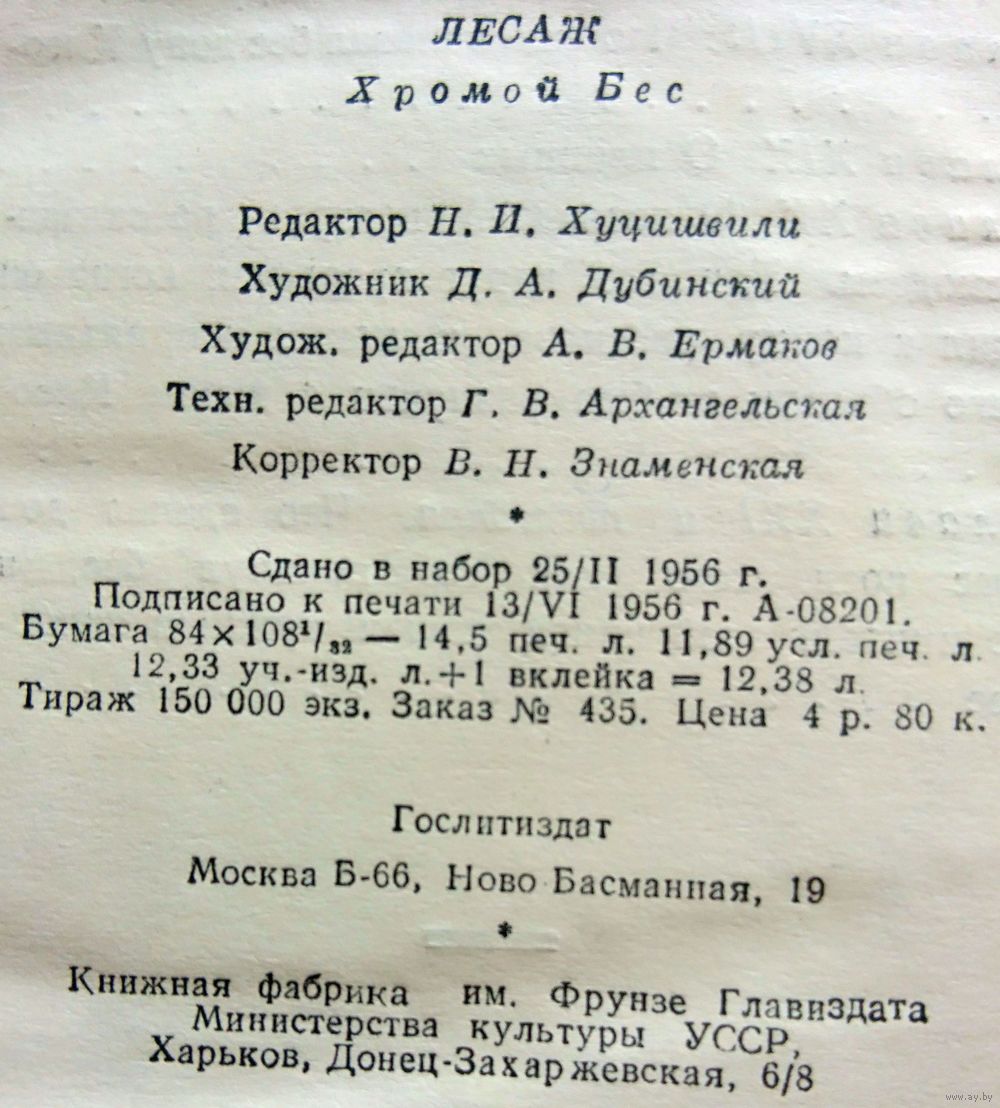 ЛЕСАЖ
Хромой Бес
Редактор Н. И. Хуцишвили
Художник Д. А. Дубинский
Худож. редактор А. В. Ермаков
Техн. редактор Г. В. Архангельская
Корректор В. Н. Знаменская
*
Сдано в набор 25/II 1956 г.
Подписано к печати 13/VI 1956 г. А-08201.
Бумага 84×108¹/₃₂ — 14,5 печ. л. 11,89 усл. печ. л.
12,33 уч.-изд. л.+1 вклейка = 12,38 л.
Тираж 150 000 экз. Заказ № 435. Цена 4 р. 80 к.
Гослитиздат
Москва Б-66, Ново-Басманная, 19
*
Книжная фабрика им. Фрунзе Главиздата
Министерства культуры УССР,
Харьков, Донец-Захаржевская, 6/8
www.ay.by